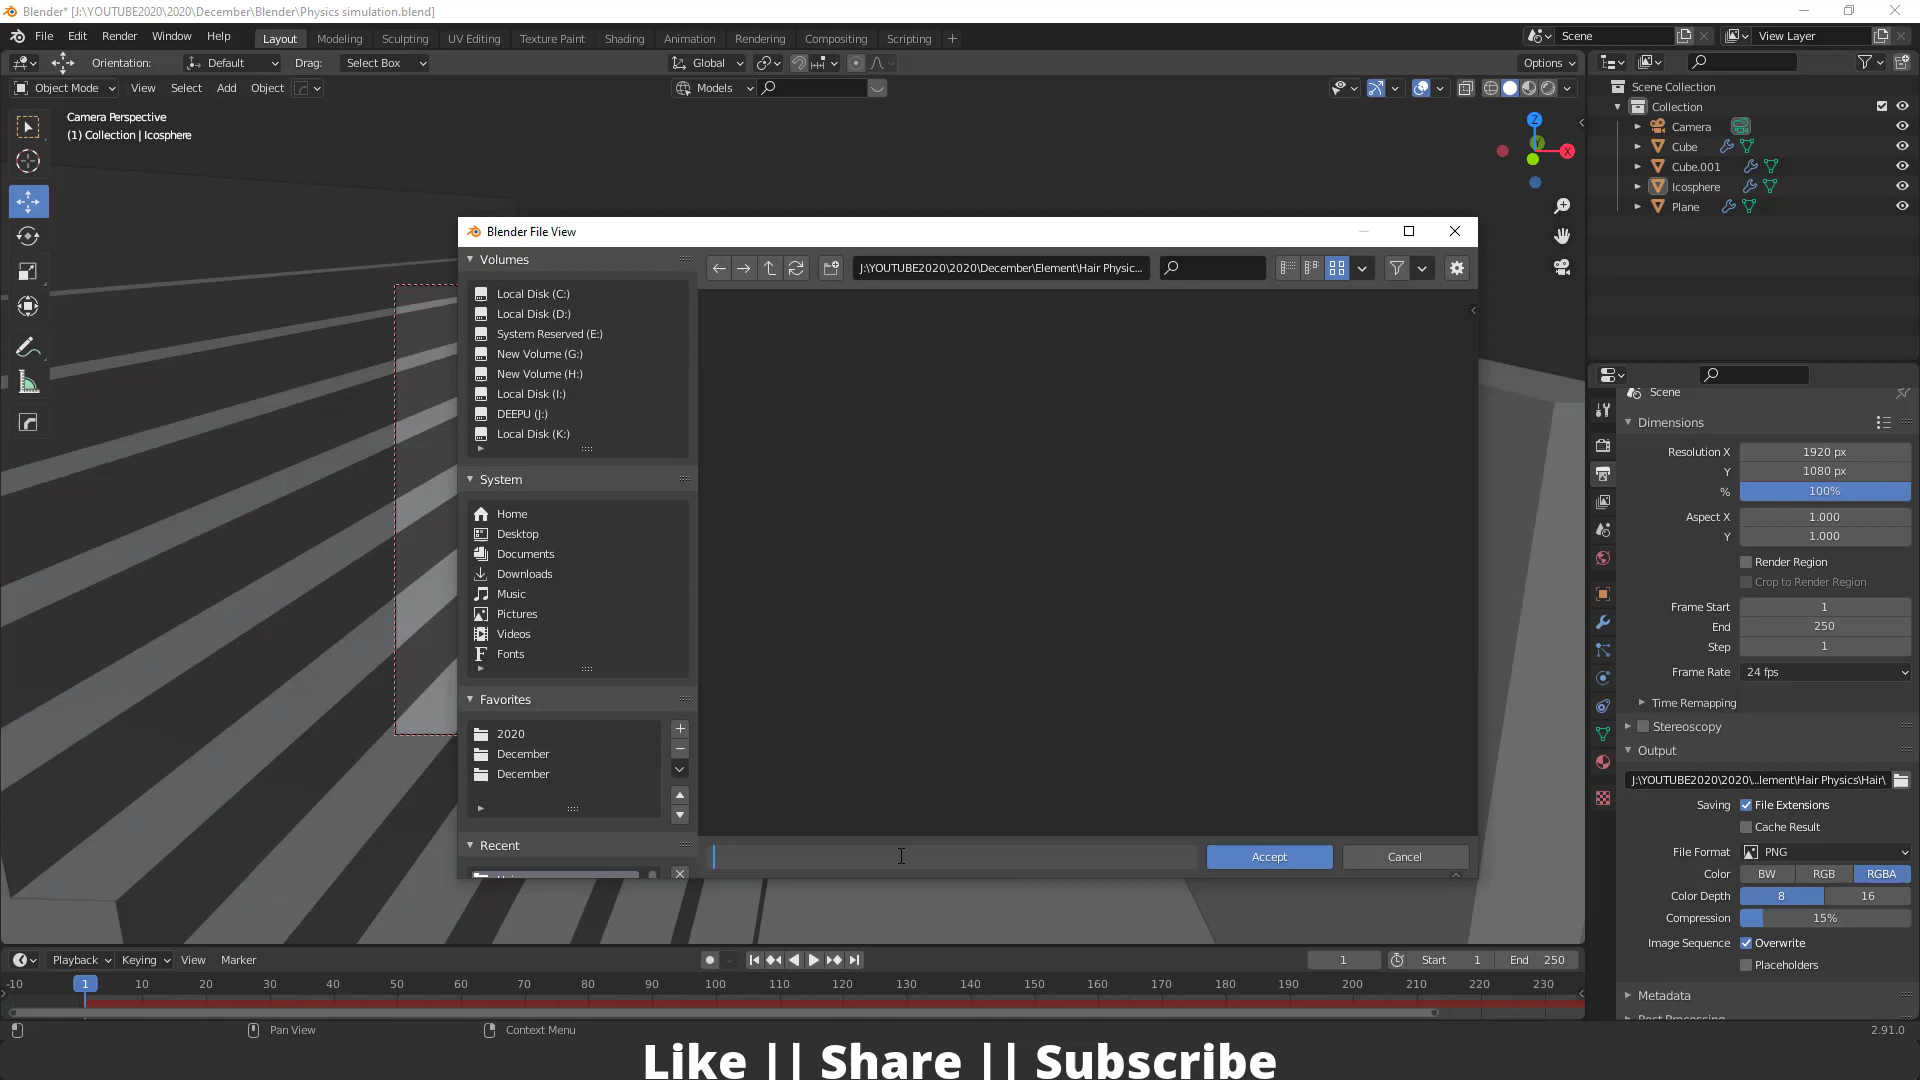 Blender* [J:\YOUTUBE2020\2020\December\Blender\Physics simulation.blend]
File Edit Render Window Help Layout Modeling Sculpting UV Editing Texture Paint Shading Animation Rendering Compositing Scripting + Scene View Layer
Orientation: Default Drag: Select Box Global Options
Object Mode View Select Add Object Models
Camera Perspective
(1) Collection | Icosphere
Z
X
Scene Collection
Collection
Camera
Cube
Cube.001
Icosphere
Plane
Blender File View
Volumes
Local Disk (C:)
Local Disk (D:)
System Reserved (E:)
New Volume (G:)
New Volume (H:)
Local Disk (I:)
DEEPU (J:)
Local Disk (K:)
System
Home
Desktop
Documents
Downloads
Music
Pictures
Videos
Fonts
Favorites
2020
December
December
Recent
J:\YOUTUBE2020\2020\December\Element\Hair Physic...
Accept Cancel
Scene
Dimensions
Resolution X 1920 px
Y 1080 px
% 100%
Aspect X 1.000
Y 1.000
Render Region
Crop to Render Region
Frame Start 1
End 250
Step 1
Frame Rate 24 fps
Time Remapping
Stereoscopy
Output
J:\YOUTUBE2020\2020\...lement\Hair Physics\Hair\
Saving File Extensions
Cache Result
File Format PNG
Color BW RGB RGBA
Color Depth 8 16
Compression 15%
Image Sequence Overwrite
Placeholders
Metadata
Playback Keying View Marker 1 Start 1 End 250
-10 1 10 20 30 40 50 60 70 80 90 100 110 120 130 140 150 160 170 180 190 200 210 220 230
Pan View Context Menu 2.91.0
Like || Share || Subscribe